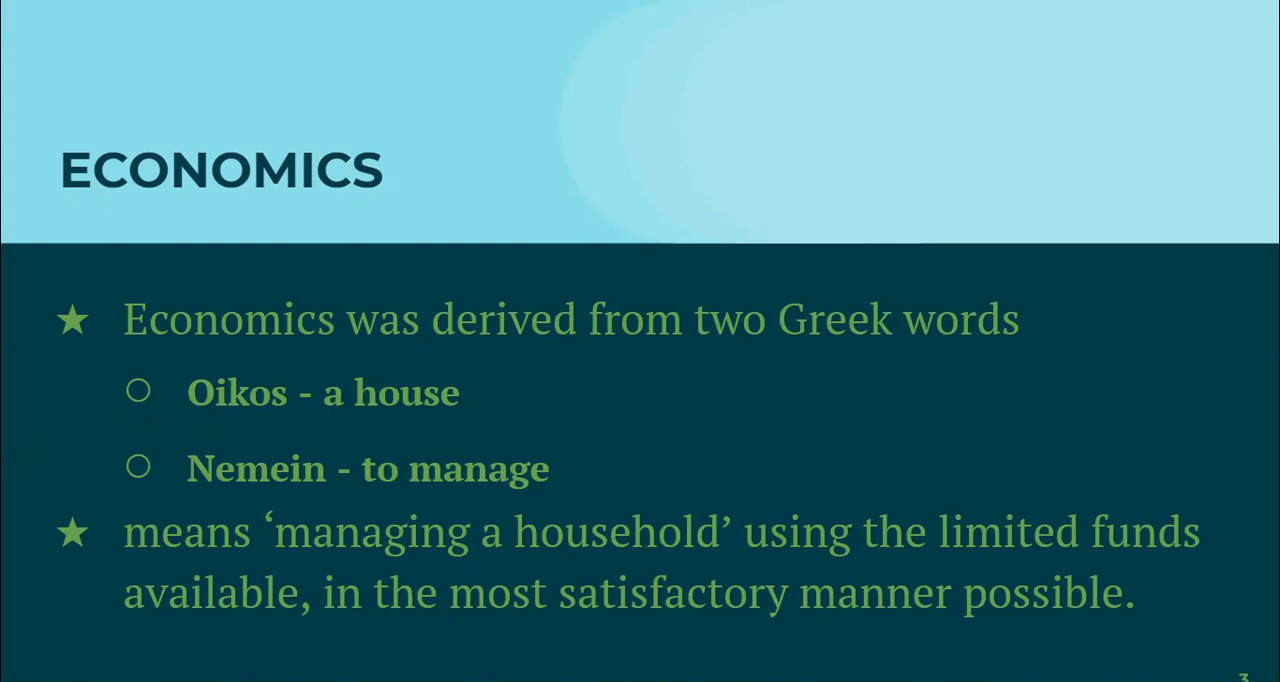 ECONOMICS
★ Economics was derived from two Greek words
○ Oikos - a house
○ Nemein - to manage
★ means ‘managing a household’ using the limited funds
available, in the most satisfactory manner possible.
3